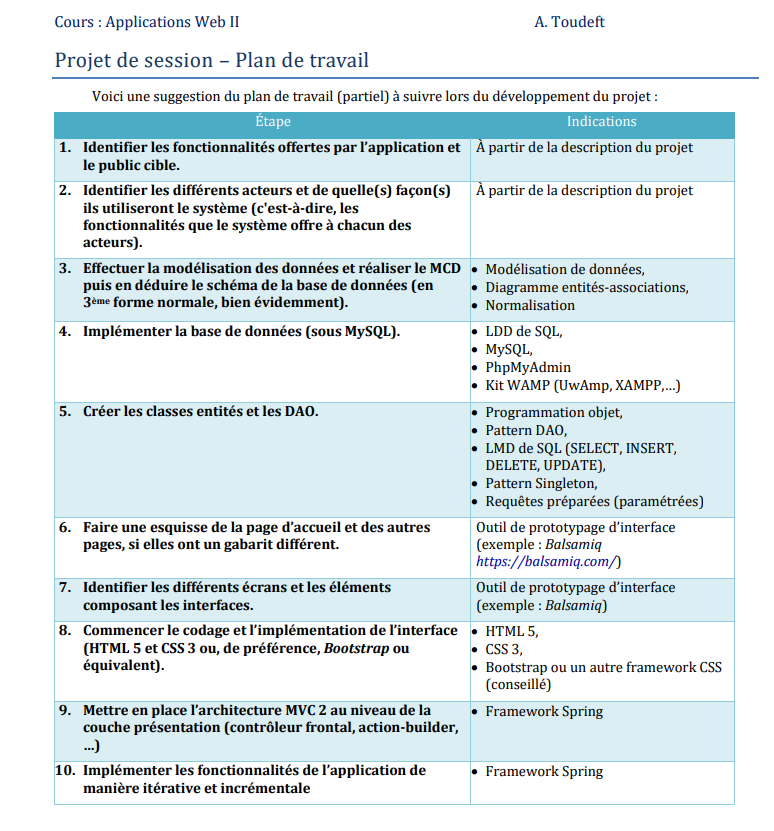 Cours : Applications Web II A. Toudeft
Projet de session – Plan de travail
Voici une suggestion du plan de travail (partiel) à suivre lors du développement du projet :
Étape Indications
1. Identifier les fonctionnalités offertes par l'application et
le public cible.
À partir de la description du projet
2. Identifier les différents acteurs et de quelle(s) façon(s)
ils utiliseront le système (c'est-à-dire, les
fonctionnalités que le système offre à chacun des
acteurs).
À partir de la description du projet
3. Effectuer la modélisation des données et réaliser le MCD
puis en déduire le schéma de la base de données (en
3ème forme normale, bien évidemment).
• Modélisation de données,
• Diagramme entités-associations,
• Normalisation
4. Implémenter la base de données (sous MySQL).
• LDD de SQL,
• MySQL,
• PhpMyAdmin
• Kit WAMP (UwAmp, XAMPP,…)
5. Créer les classes entités et les DAO.
• Programmation objet,
• Pattern DAO,
• LMD de SQL (SELECT, INSERT,
DELETE, UPDATE),
• Pattern Singleton,
• Requêtes préparées (paramétrées)
6. Faire une esquisse de la page d'accueil et des autres
pages, si elles ont un gabarit différent.
Outil de prototypage d'interface
(exemple : Balsamiq
https://balsamiq.com/)
7. Identifier les différents écrans et les éléments
composant les interfaces.
Outil de prototypage d'interface
(exemple : Balsamiq)
8. Commencer le codage et l'implémentation de l'interface
(HTML 5 et CSS 3 ou, de préférence, Bootstrap ou
équivalent).
• HTML 5,
• CSS 3,
• Bootstrap ou un autre framework CSS
(conseillé)
9. Mettre en place l'architecture MVC 2 au niveau de la
couche présentation (contrôleur frontal, action-builder,
…)
• Framework Spring
10. Implémenter les fonctionnalités de l'application de
manière itérative et incrémentale
• Framework Spring